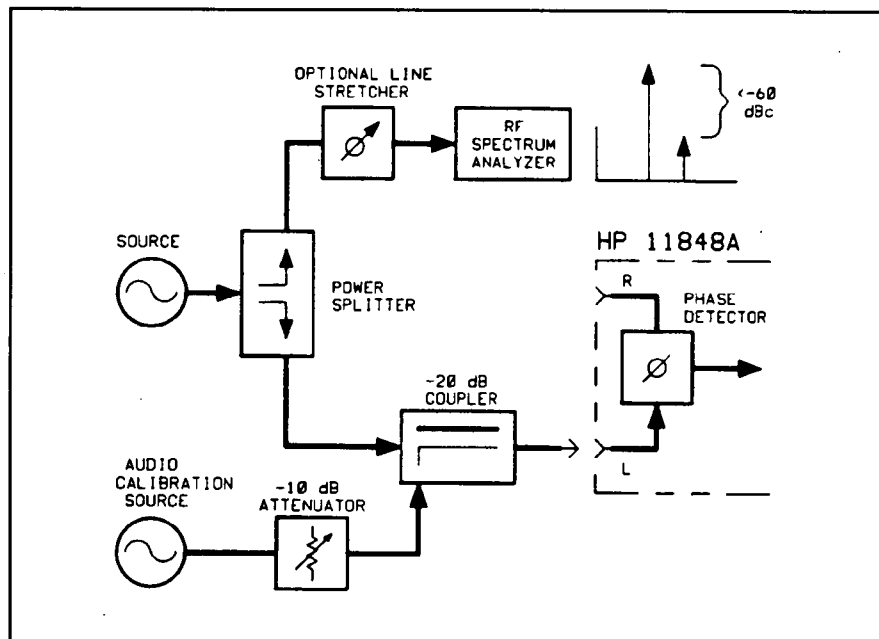 OPTIONAL LINE
STRETCHER
RF
SPECTRUM
ANALYZER
<-60
dBc
SOURCE
POWER
SPLITTER
HP 11848A
R
PHASE
DETECTOR
L
-20 dB
COUPLER
AUDIO
CALIBRATION
SOURCE
-10 dB
ATTENUATOR